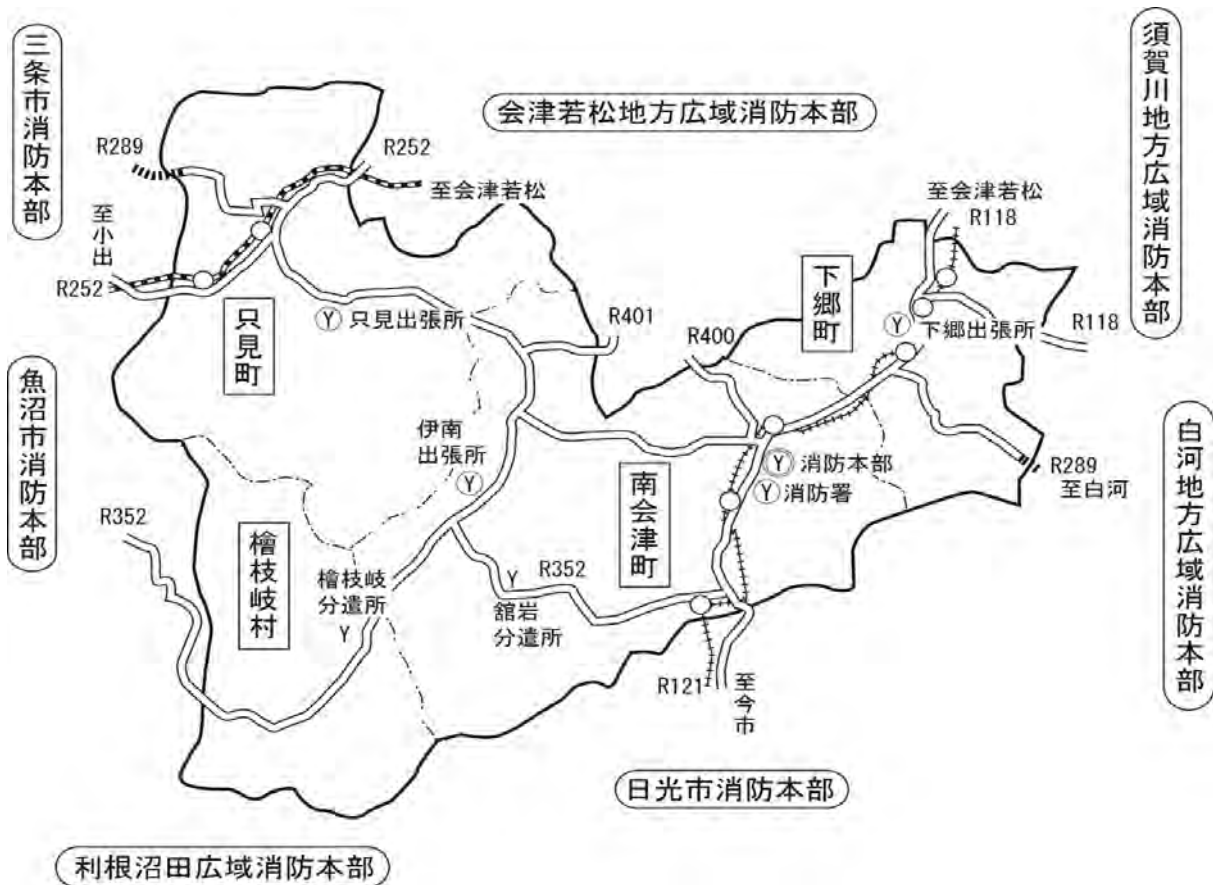 三条市消防本部
会津若松地方広域消防本部
須賀川地方広域消防本部
R289
R252
至会津若松
至小出
R252
至会津若松
R118
下郷町
只見町
Y 只見出張所
R401
R400
Y
下郷出張所
R118
魚沼市消防本部
伊南
出張所
Y
南会津町
Y 消防本部
Y 消防署
R289
至白河
白河地方広域消防本部
R352
檜枝岐村
檜枝岐
分遣所
Y
Y
R352
舘岩
分遣所
R121
至今市
日光市消防本部
利根沼田広域消防本部